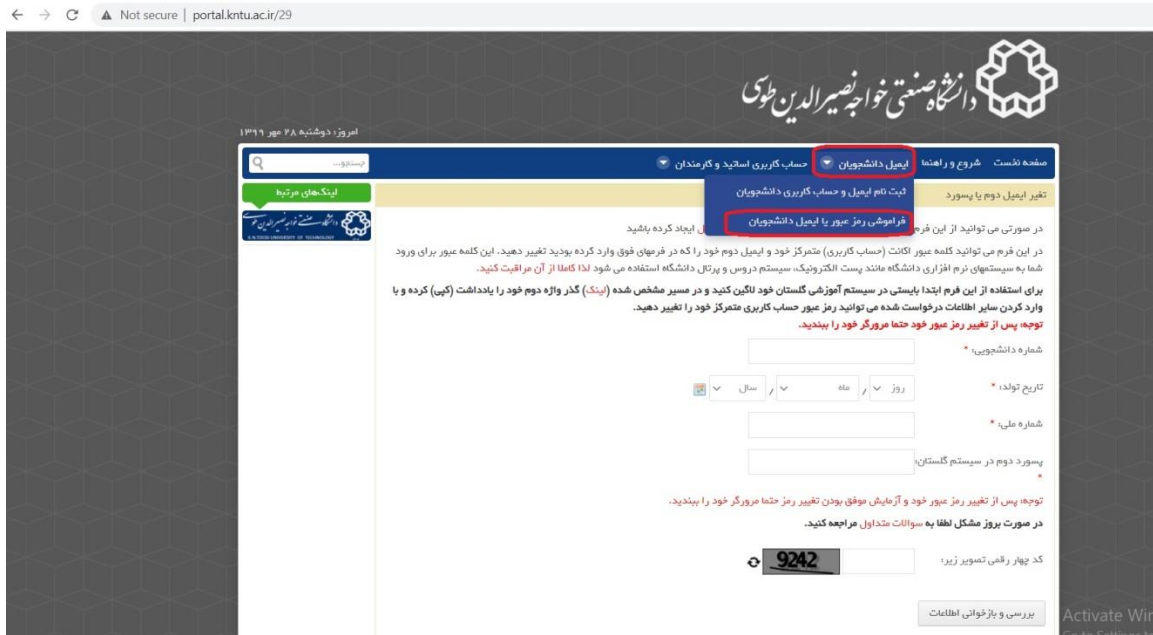 Not secure | portal.kntu.ac.ir/29
دانشگاه صنعتی خواجه نصیرالدین طوسی
امروز: دوشنبه ۲۸ مهر ۱۳۹۹
صفحه نخست شروع و راهنما ایمیل دانشجویان حساب کاربری اساتید و کارمندان جستجو...
ثبت نام ایمیل و حساب کاربری دانشجویان
فراموشی رمز عبور یا ایمیل دانشجویان
لینک‌های مرتبط
دانشگاه صنعتی خواجه نصیرالدین طوسی
K.N.TOOSI UNIVERSITY OF TECHNOLOGY
تغیر ایمیل دوم یا پسورد
در صورتی می توانید از این فرم
ل ایجاد کرده باشید
در این فرم می توانید کلمه عبور اکانت (حساب کاربری) متمرکز خود و ایمیل دوم خود را که در فرمهای فوق وارد کرده بودید تغییر دهید. این کلمه عبور برای ورود
شما به سیستمهای نرم افزاری دانشگاه مانند پست الکترونیک، سیستم دروس و پرتال دانشگاه استفاده می شود لذا کاملا از آن مراقبت کنید.
برای استفاده از این فرم ابتدا بایستی در سیستم آموزشی گلستان خود لاگین کنید و در مسیر مشخص شده (لینک) گذر واژه دوم خود را یادداشت (کپی) کرده و با
وارد کردن سایر اطلاعات درخواست شده می توانید رمز عبور حساب کاربری متمرکز خود را تغییر دهید.
توجه: پس از تغییر رمز عبور خود حتما مرورگر خود را ببندید.
شماره دانشجویی: *
تاریخ تولد: * روز / ماه / سال
شماره ملی: *
پسورد دوم در سیستم گلستان:
*
توجه: پس از تغییر رمز عبور خود و آزمایش موفق بودن تغییر رمز حتما مرورگر خود را ببندید.
در صورت بروز مشکل لطفا به سوالات متداول مراجعه کنید.
کد چهار رقمی تصویر زیر: 9242
بررسی و بازخوانی اطلاعات
Activate Win